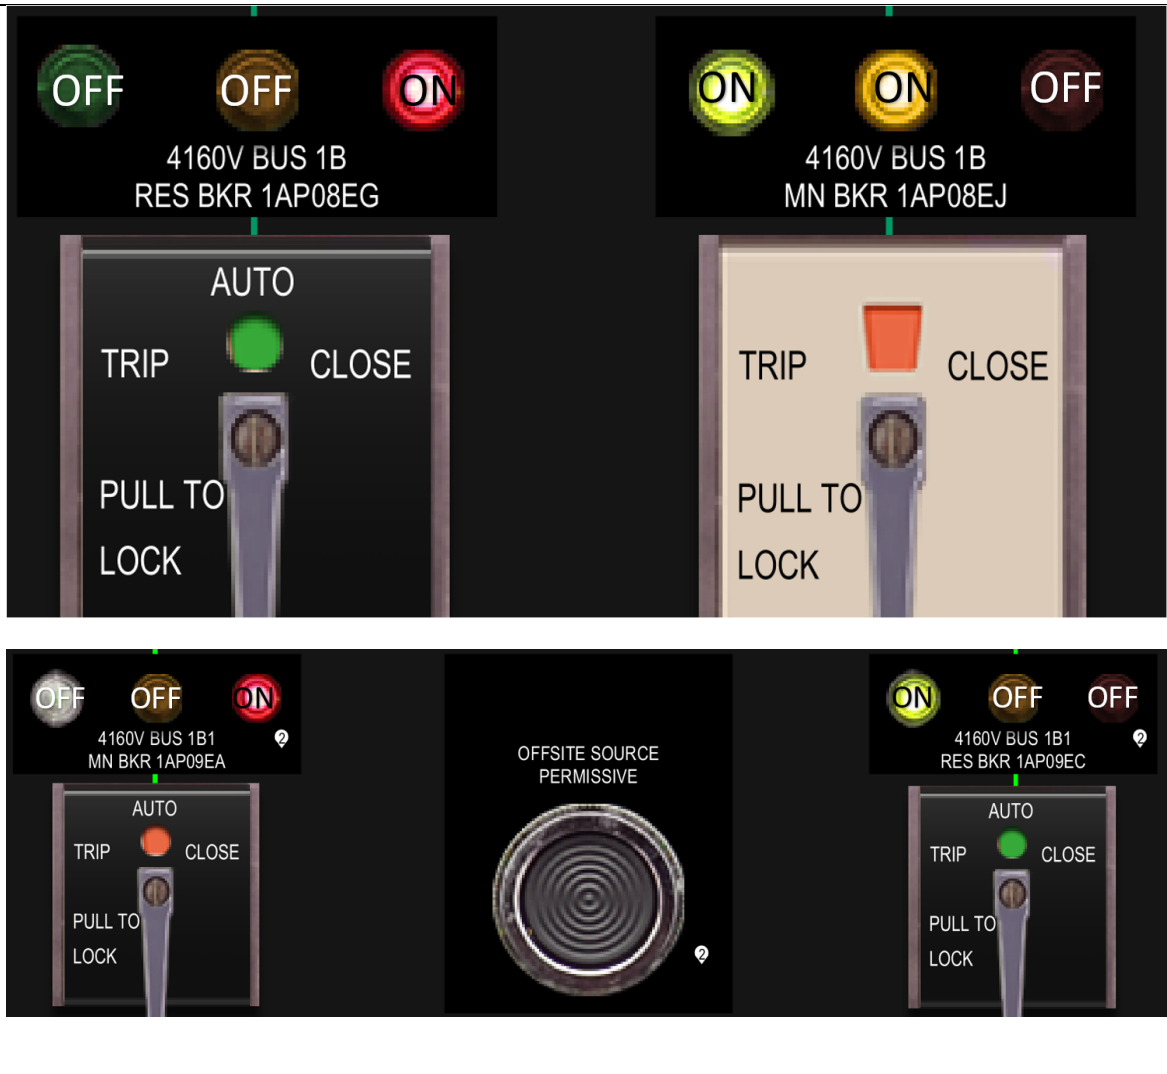 OFF OFF ON
4160V BUS 1B
RES BKR 1AP08EG
AUTO
TRIP CLOSE
PULL TO
LOCK
ON ON OFF
4160V BUS 1B
MN BKR 1AP08EJ
TRIP CLOSE
PULL TO
LOCK
OFF OFF ON
4160V BUS 1B1
2
MN BKR 1AP09EA
AUTO
TRIP CLOSE
PULL TO
LOCK
OFFSITE SOURCE
PERMISSIVE
2
ON OFF OFF
4160V BUS 1B1
2
RES BKR 1AP09EC
AUTO
TRIP CLOSE
PULL TO
LOCK